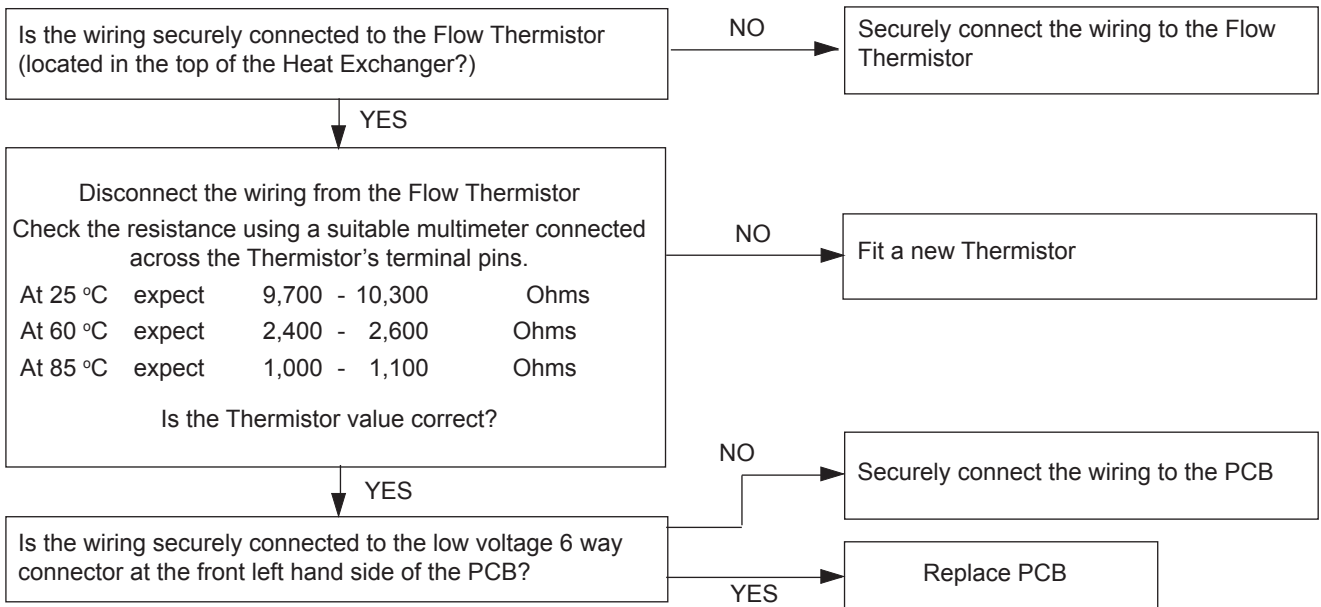 Is the wiring securely connected to the Flow Thermistor
(located in the top of the Heat Exchanger?)
NO
Securely connect the wiring to the Flow
Thermistor
YES
Disconnect the wiring from the Flow Thermistor
Check the resistance using a suitable multimeter connected
across the Thermistor’s terminal pins.
At 25 °C expect 9,700 - 10,300 Ohms
At 60 °C expect 2,400 - 2,600 Ohms
At 85 °C expect 1,000 - 1,100 Ohms
Is the Thermistor value correct?
NO
Fit a new Thermistor
YES
Is the wiring securely connected to the low voltage 6 way
connector at the front left hand side of the PCB?
NO
Securely connect the wiring to the PCB
YES
Replace PCB